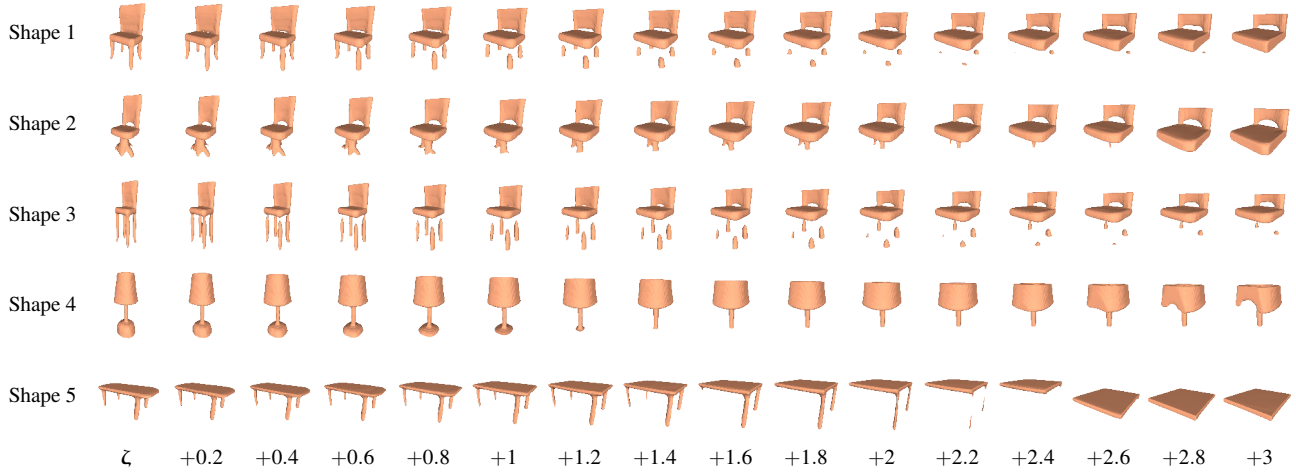 Shape 1
Shape 2
Shape 3
Shape 4
Shape 5
ζ +0.2 +0.4 +0.6 +0.8 +1 +1.2 +1.4 +1.6 +1.8 +2 +2.2 +2.4 +2.6 +2.8 +3